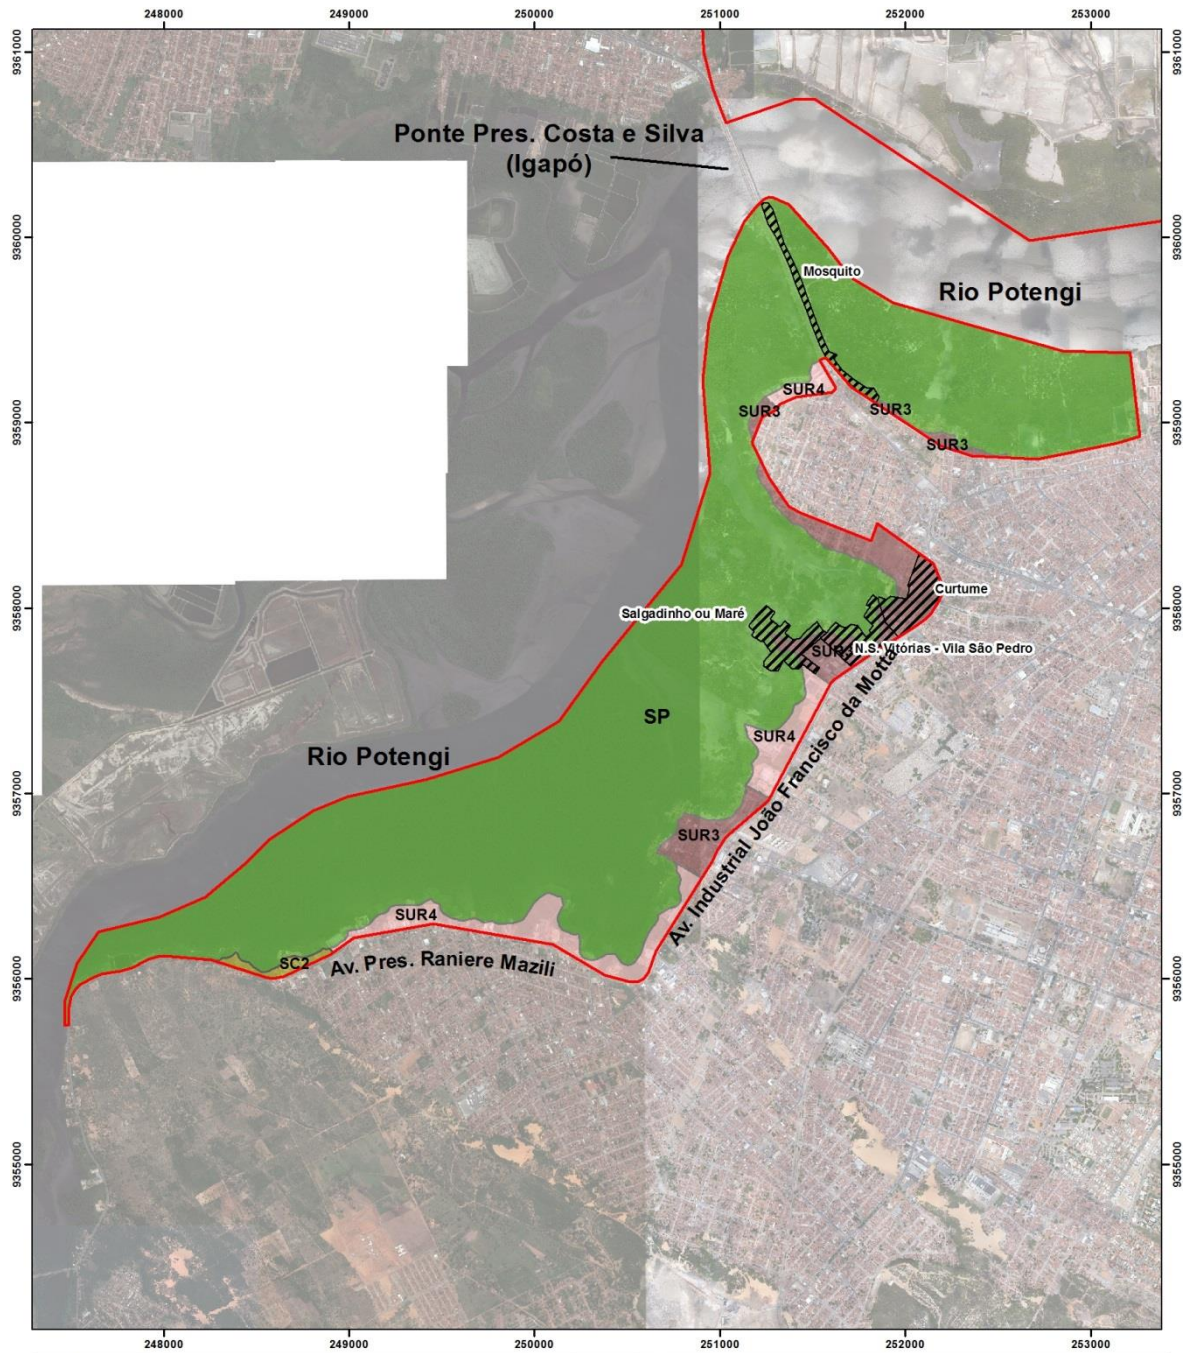 248000 249000 250000 251000 252000 253000
9361000
9361000
Ponte Pres. Costa e Silva
(Igapó)
9360000
9360000
Mosquito
Rio Potengi
SUR4
SUR3
SUR3
9359000
9359000
SUR3
Curtume
9358000
9358000
Salgadinho ou Maré
SUR3
N.S. Vitórias - Vila São Pedro
SP
SUR4
Rio Potengi
9357000
9357000
SUR3
Av. Industrial João Francisco da Motta
SUR4
SC2
Av. Pres. Raniere Mazili
9356000
9356000
9355000
9355000
248000 249000 250000 251000 252000 253000